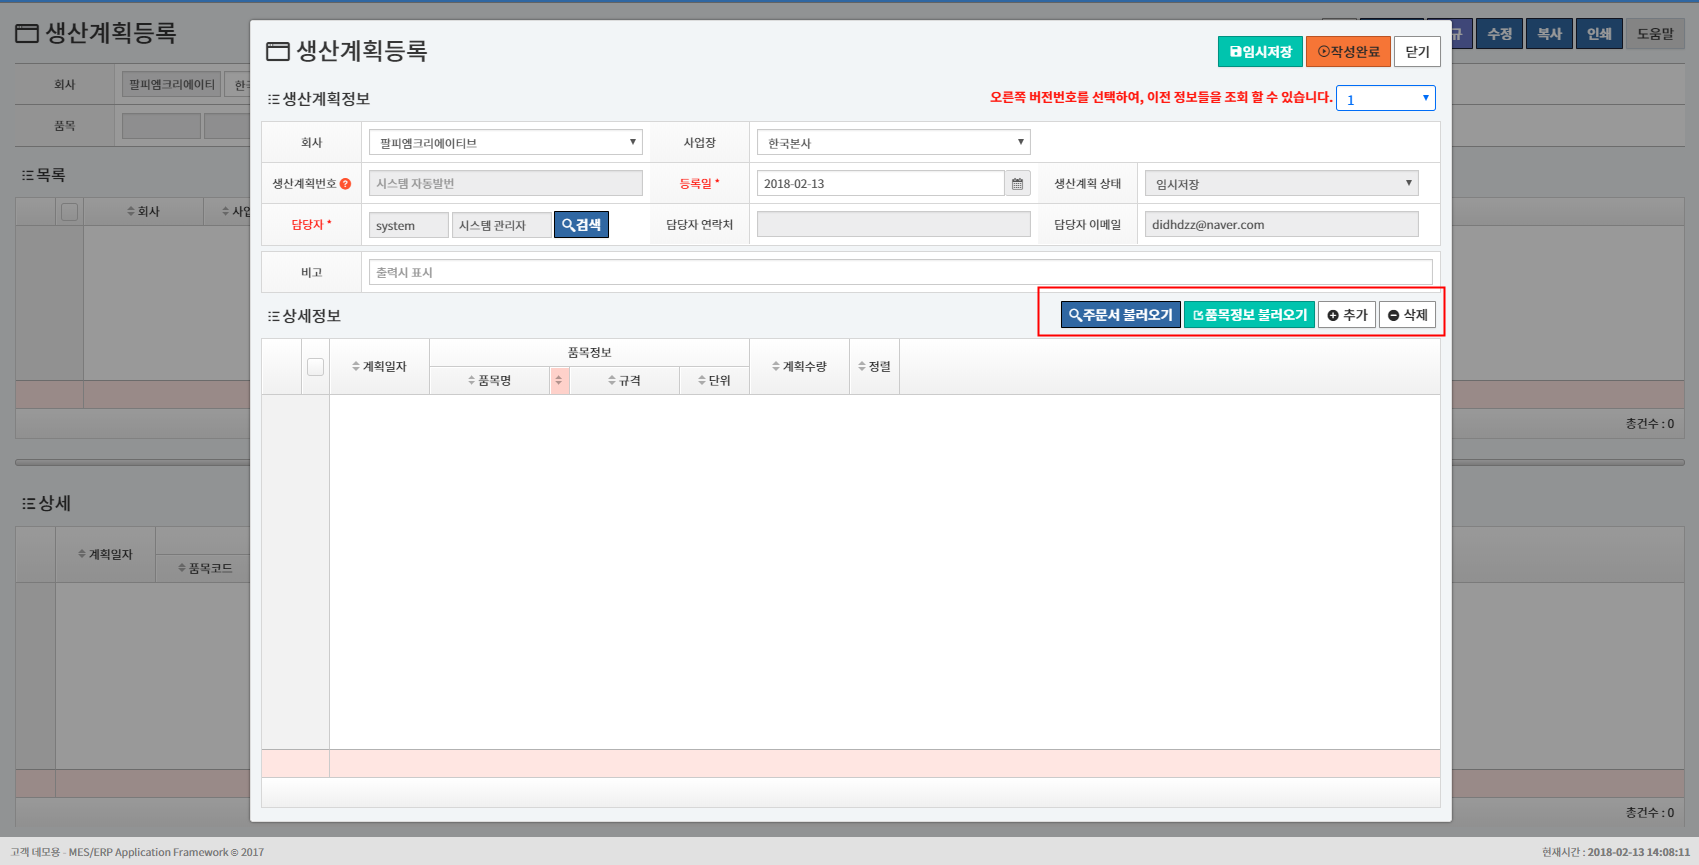 생산계획등록
규 수정 복사 인쇄 도움말
회사 팔피엠크리에이티 한국
품목
목록
회사 사업
총건수 : 0
상세
계획일자
품목코드
총건수 : 0
생산계획등록
임시저장 작성완료 닫기
생산계획정보
오른쪽 버전번호를 선택하여, 이전 정보들을 조회 할 수 있습니다. 1
회사 팔피엠크리에이티브 사업장 한국본사
생산계획번호 시스템 자동발번 등록일 * 2018-02-13 생산계획 상태 임시저장
담당자 * system 시스템 관리자 검색 담당자 연락처 담당자 이메일 didhdzz@naver.com
비고 출력시 표시
상세정보
주문서 불러오기 품목정보 불러오기 추가 삭제
계획일자 품목정보 계획수량 정렬
품목명 규격 단위
고객 데모용 - MES/ERP Application Framework © 2017
현재시간 : 2018-02-13 14:08:11